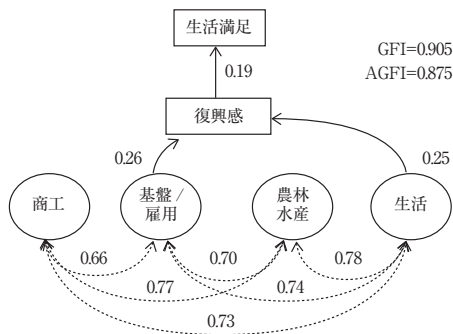 生活満足
GFI=0.905
AGFI=0.875
0.19
復興感
0.26
0.25
商工
基盤 /
雇用
農林
水産
生活
0.66
0.70
0.78
0.77
0.74
0.73